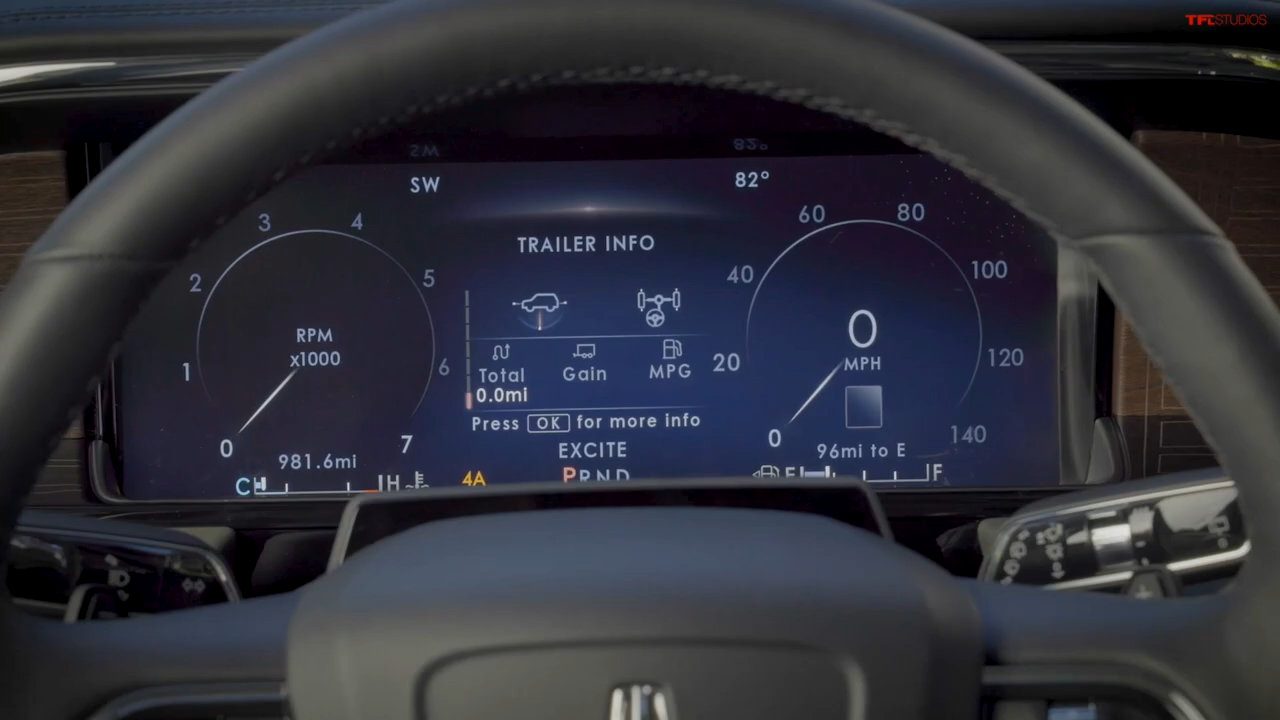 TFLSTUDIOS
SW
82°
TRAILER INFO
3
4
2
5
RPM
x1000
1
6
0
7
981.6mi
C
H
Total
Gain
MPG
0.0mi
Press OK for more info
EXCITE
4A
PRND
60
80
40
100
0
MPH
20
120
0
140
96mi to E
E
F